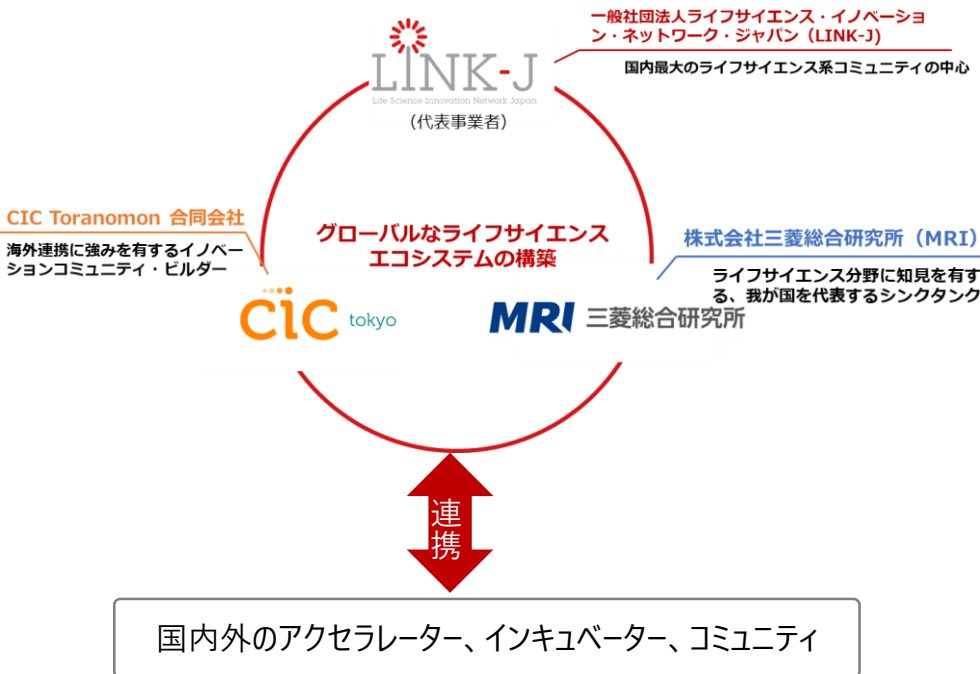 一般社団法人ライフサイエンス・イノベーショ
ン・ネットワーク・ジャパン（LINK-J）
国内最大のライフサイエンス系コミュニティの中心
LINK-J
Life Science Innovation Network Japan
（代表事業者）
CIC Toranomon 合同会社
海外連携に強みを有するイノベー
ションコミュニティ・ビルダー
グローバルなライフサイエンス
エコシステムの構築
株式会社三菱総合研究所（MRI）
ライフサイエンス分野に知見を有す
る、我が国を代表するシンクタンク
CiC tokyo
MRI 三菱総合研究所
連
携
国内外のアクセラレーター、インキュベーター、コミュニティ